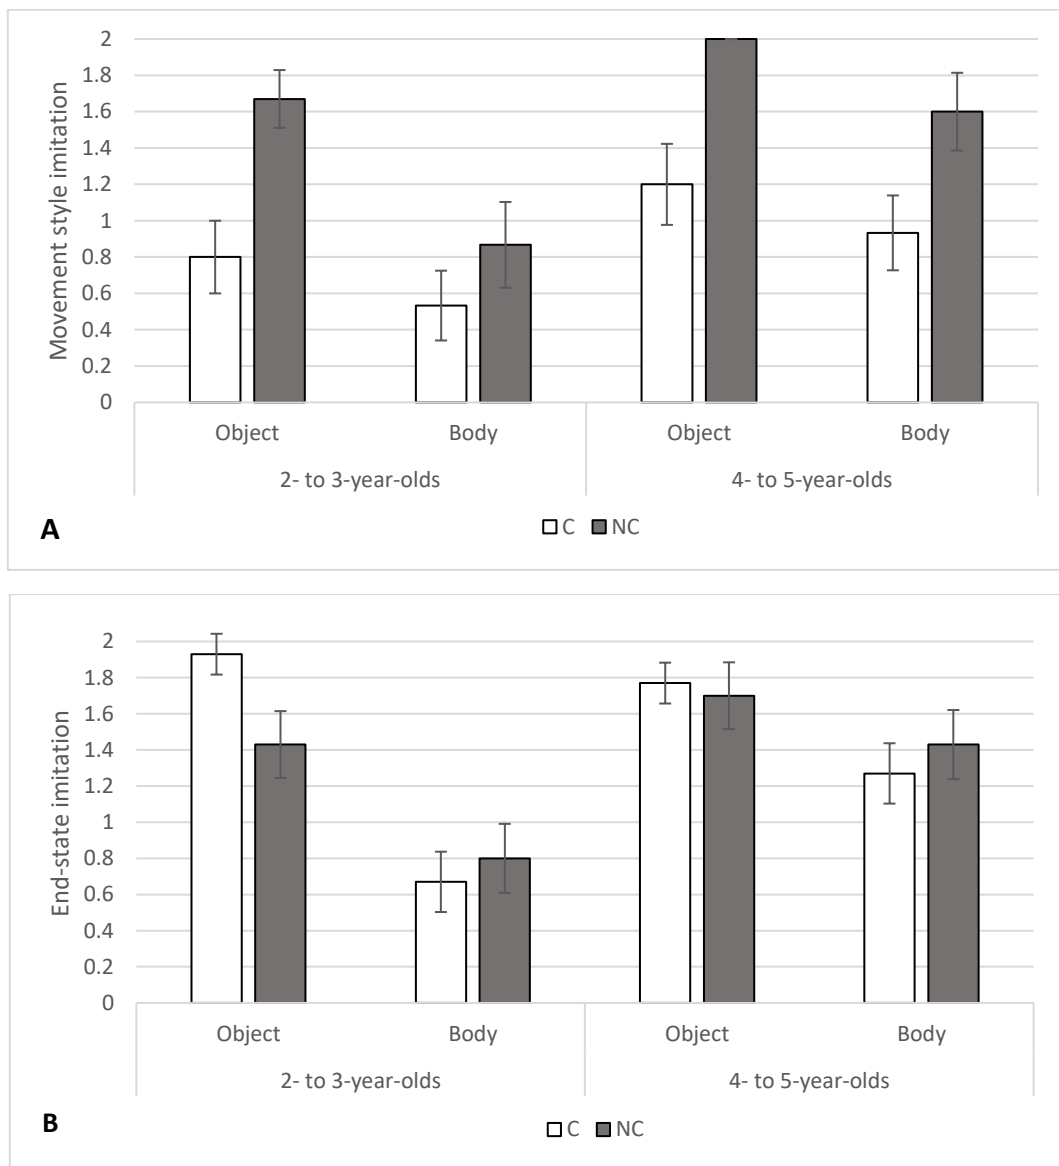 Movement style imitation
2
1.8
1.6
1.4
1.2
1
0.8
0.6
0.4
0.2
0
Object Body Object Body
2- to 3-year-olds 4- to 5-year-olds
A
C NC
End-state imitation
2
1.8
1.6
1.4
1.2
1
0.8
0.6
0.4
0.2
0
Object Body Object Body
2- to 3-year-olds 4- to 5-year-olds
B
C NC